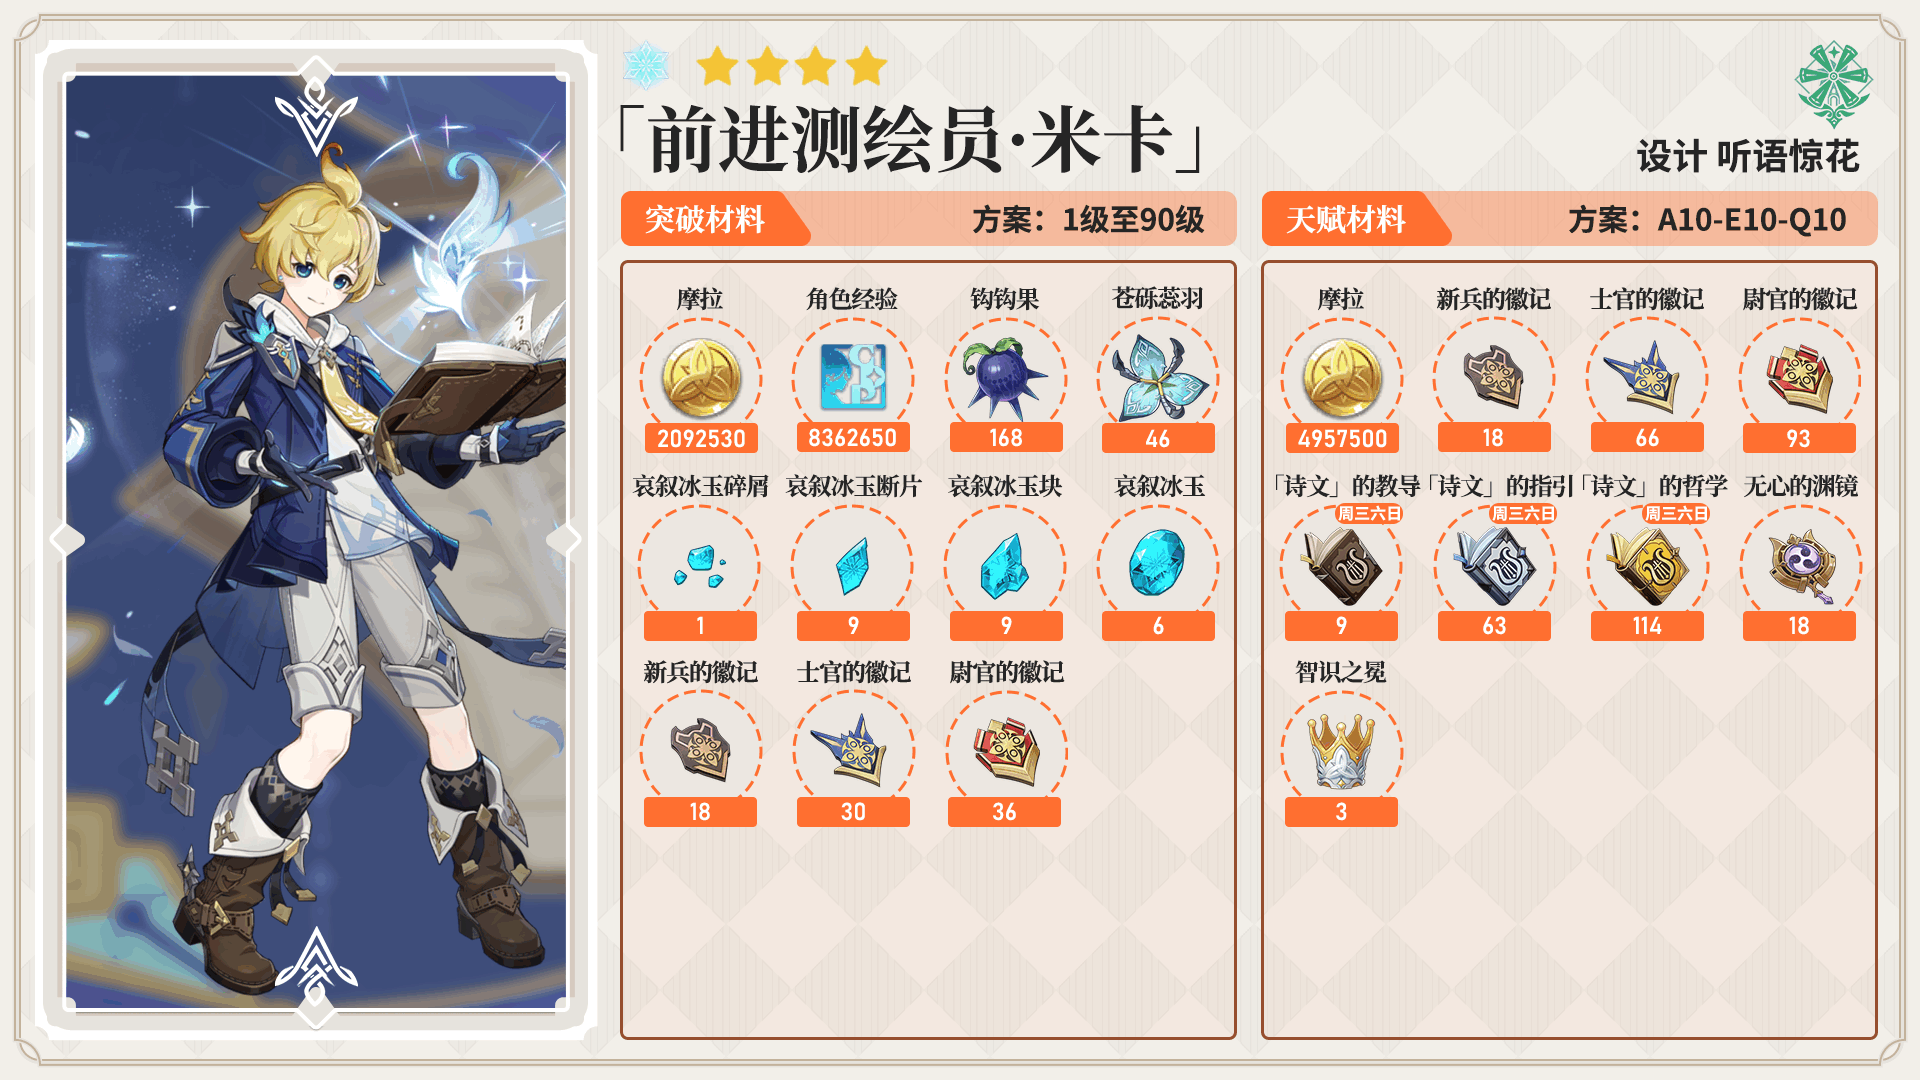 「前进测绘员·米卡」
设计 听语惊花
突破材料
方案：1级至90级
摩拉
角色经验
钩钩果
苍砾蕊羽
2092530
8362650
168
46
哀叙冰玉碎屑
哀叙冰玉断片
哀叙冰玉块
哀叙冰玉
1
9
9
6
新兵的徽记
士官的徽记
尉官的徽记
18
30
36
天赋材料
方案：A10-E10-Q10
摩拉
新兵的徽记
士官的徽记
尉官的徽记
4957500
18
66
93
「诗文」的教导
「诗文」的指引
「诗文」的哲学
无心的渊镜
周三六日
周三六日
周三六日
9
63
114
18
智识之冕
3